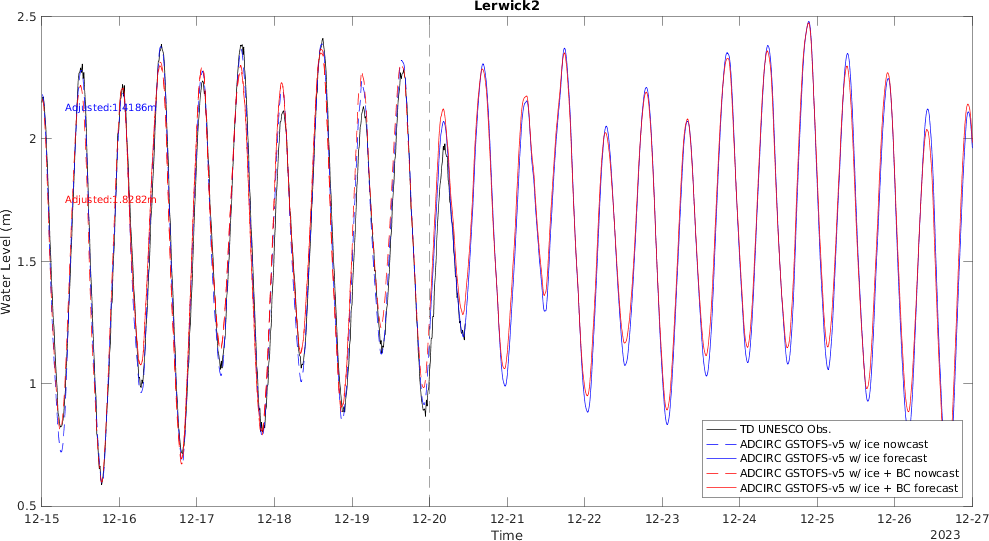 Lerwick2
2.5
2
1.5
1
0.5
Water Level (m)
Adjusted:1.4186m
Adjusted:1.8282m
TD UNESCO Obs.
ADCIRC GSTOFS-v5 w/ ice nowcast
ADCIRC GSTOFS-v5 w/ ice forecast
ADCIRC GSTOFS-v5 w/ ice + BC nowcast
ADCIRC GSTOFS-v5 w/ ice + BC forecast
12-15 12-16 12-17 12-18 12-19 12-20 12-21 12-22 12-23 12-24 12-25 12-26 12-27
Time
2023